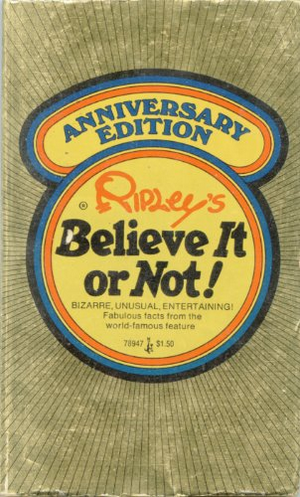 ANNIVERSARY
EDITION
® RIPLEY's
Believe It
or Not!
BIZARRE, UNUSUAL, ENTERTAINING!
Fabulous facts from the
world-famous feature
78947 $1.50